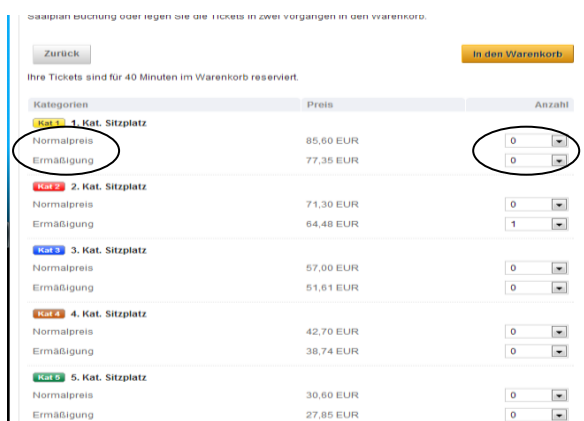 Saalplan Buchung oder legen Sie die Tickets in zwei Vorgängen in den Warenkorb.
Zurück In den Warenkorb
Ihre Tickets sind für 40 Minuten im Warenkorb reserviert.
Kategorien Preis Anzahl
Kat 1 1. Kat. Sitzplatz
Normalpreis 85,60 EUR 0
Ermäßigung 77,35 EUR 0
Kat 2 2. Kat. Sitzplatz
Normalpreis 71,30 EUR 0
Ermäßigung 64,48 EUR 1
Kat 3 3. Kat. Sitzplatz
Normalpreis 57,00 EUR 0
Ermäßigung 51,61 EUR 0
Kat 4 4. Kat. Sitzplatz
Normalpreis 42,70 EUR 0
Ermäßigung 38,74 EUR 0
Kat 5 5. Kat. Sitzplatz
Normalpreis 30,60 EUR 0
Ermäßigung 27,85 EUR 0